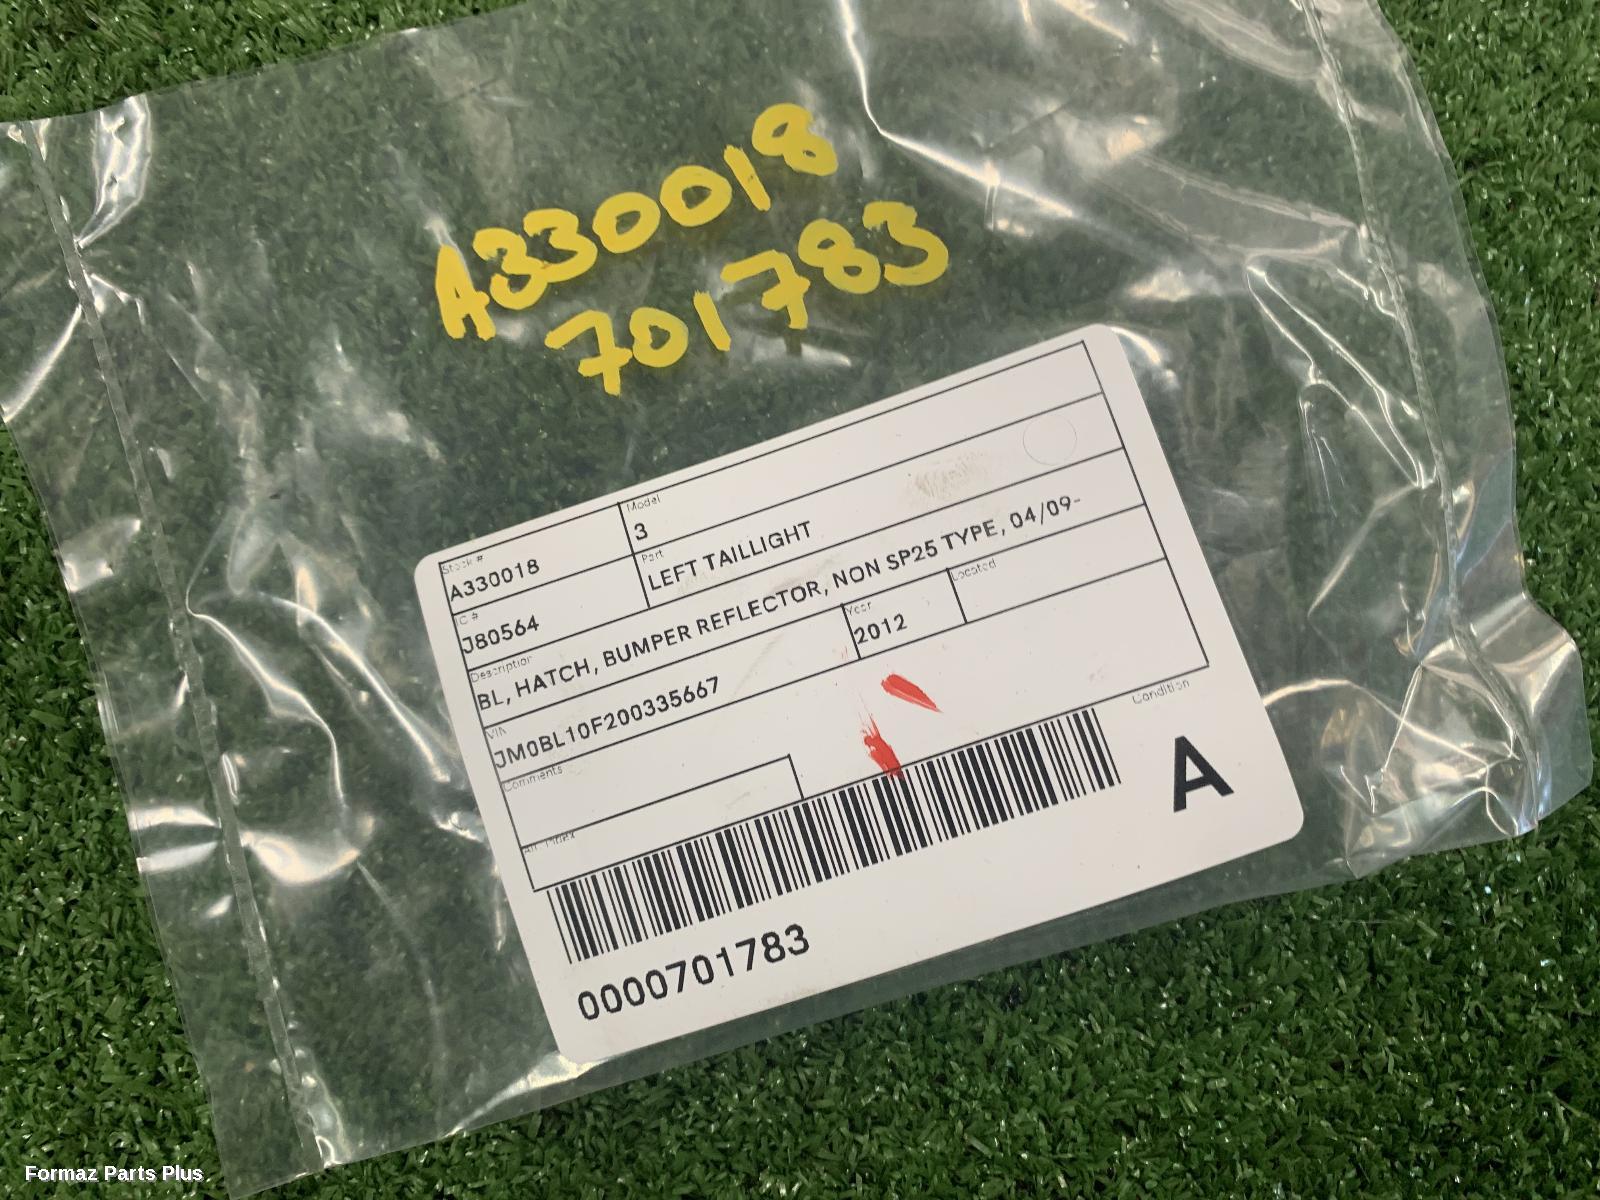 A330018
701783
Stock #
A330018
Model
3
IC #
J80564
Part
LEFT TAILLIGHT
Description
BL, HATCH, BUMPER REFLECTOR, NON SP25 TYPE, 04/09-
VIN
JM0BL10F200335667
Year
2012
Located
Comments
Condition
A
0000701783
Formaz Parts Plus